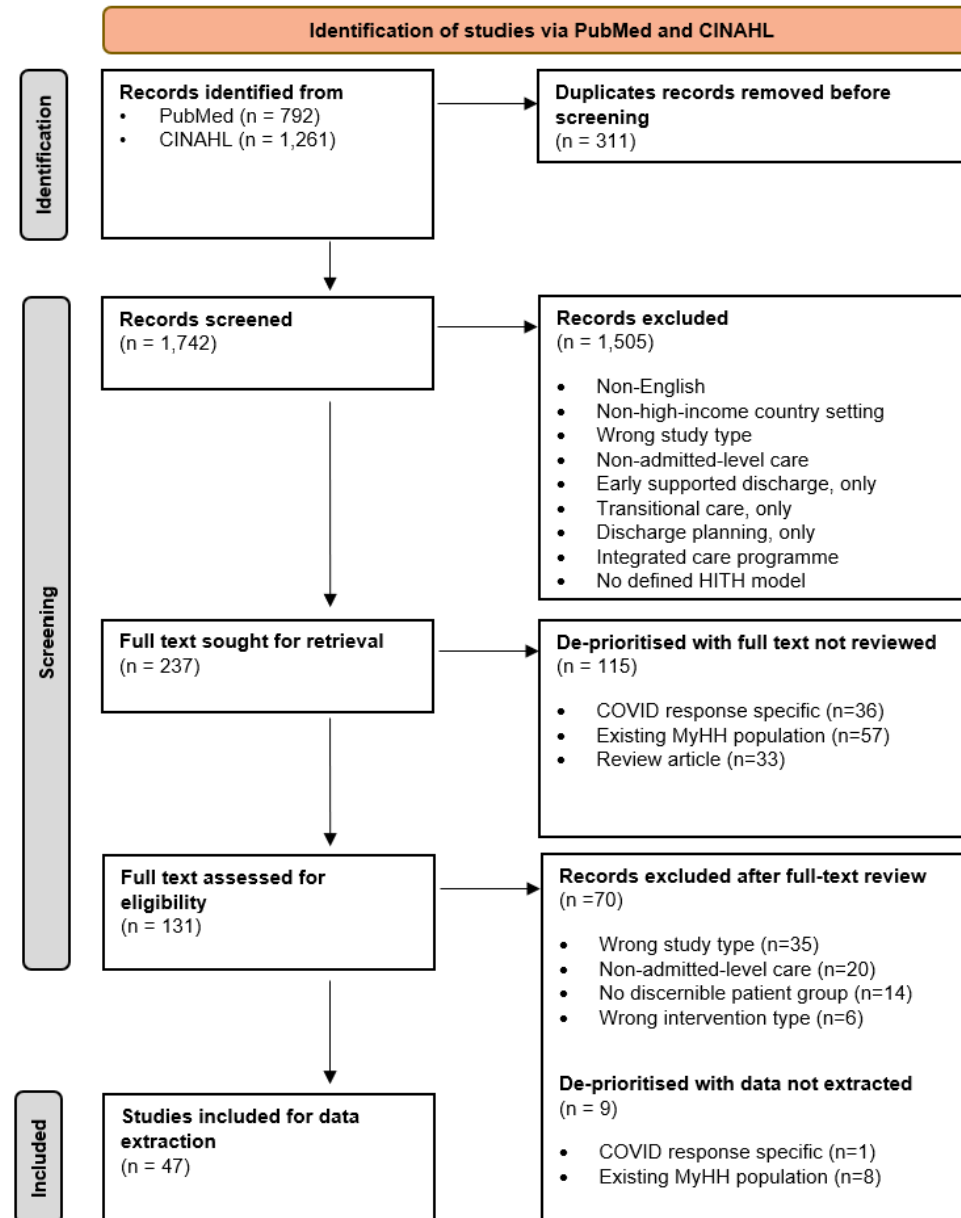 Identification of studies via PubMed and CINAHL
Identification
Records identified from
• PubMed (n = 792)
• CINAHL (n = 1,261)
Duplicates records removed before
screening
(n = 311)
Screening
Records screened
(n = 1,742)
Records excluded
(n = 1,505)
• Non-English
• Non-high-income country setting
• Wrong study type
• Non-admitted-level care
• Early supported discharge, only
• Transitional care, only
• Discharge planning, only
• Integrated care programme
• No defined HITH model
Full text sought for retrieval
(n = 237)
De-prioritised with full text not reviewed
(n = 115)
• COVID response specific (n=36)
• Existing MyHH population (n=57)
• Review article (n=33)
Full text assessed for
eligibility
(n = 131)
Records excluded after full-text review
(n =70)
• Wrong study type (n=35)
• Non-admitted-level care (n=20)
• No discernible patient group (n=14)
• Wrong intervention type (n=6)
De-prioritised with data not extracted
(n = 9)
• COVID response specific (n=1)
• Existing MyHH population (n=8)
Included
Studies included for data
extraction
(n = 47)